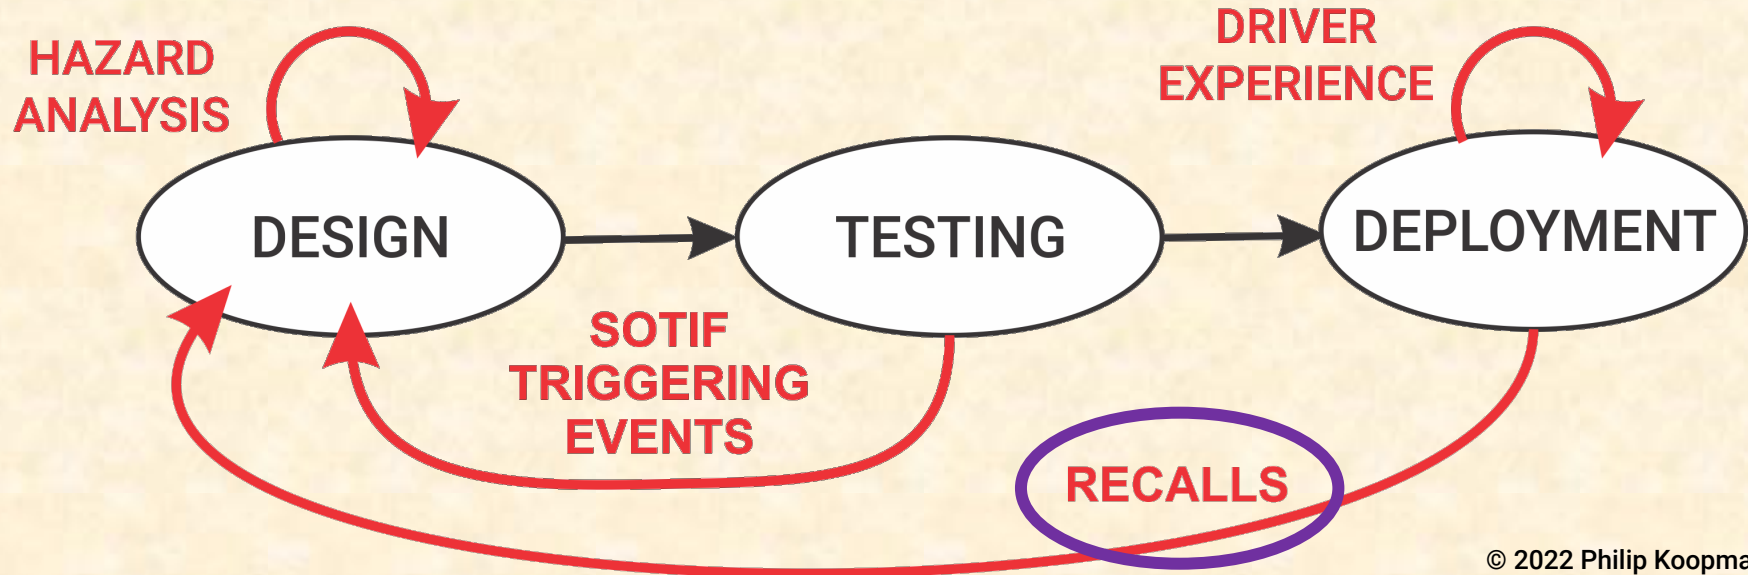 HAZARD
ANALYSIS
DRIVER
EXPERIENCE
DESIGN
TESTING
DEPLOYMENT
SOTIF
TRIGGERING
EVENTS
RECALLS
© 2022 Philip Koopma